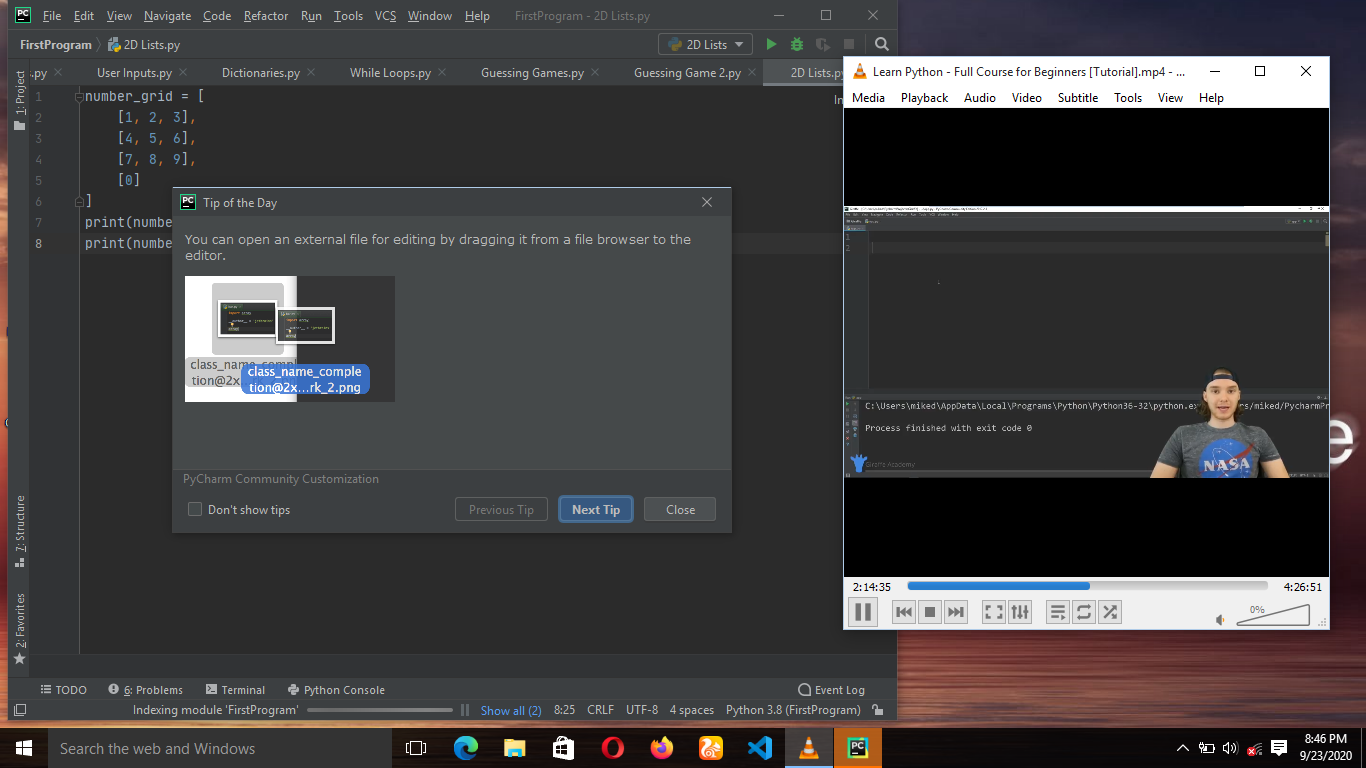 File Edit View Navigate Code Refactor Run Tools VCS Window Help FirstProgram - 2D Lists.py
FirstProgram 2D Lists.py 2D Lists
.py User Inputs.py Dictionaries.py While Loops.py Guessing Games.py Guessing Game 2.py 2D Lists.py
1 number_grid = [
2 [1, 2, 3],
3 [4, 5, 6],
4 [7, 8, 9],
5 [0]
6 ]
7 print(numbe
8 print(numbe
1: Project
7: Structure
2: Favorites
Tip of the Day
You can open an external file for editing by dragging it from a file browser to the
editor.
class_name_comple
tion@2x...rk_2.png
PyCharm Community Customization
Don't show tips Previous Tip Next Tip Close
TODO 6: Problems Terminal Python Console Event Log
Indexing module 'FirstProgram' Show all (2) 8:25 CRLF UTF-8 4 spaces Python 3.8 (FirstProgram)
Learn Python - Full Course for Beginners [Tutorial].mp4 - ...
Media Playback Audio Video Subtitle Tools View Help
1
2
C:\Users\miked\AppData\Local\Programs\Python\Python36-32\python.ex
rs/miked/PycharmPr
Process finished with exit code 0
Giraffe Academy
NASA
2:14:35 4:26:51
0%
e
Search the web and Windows
8:46 PM
9/23/2020